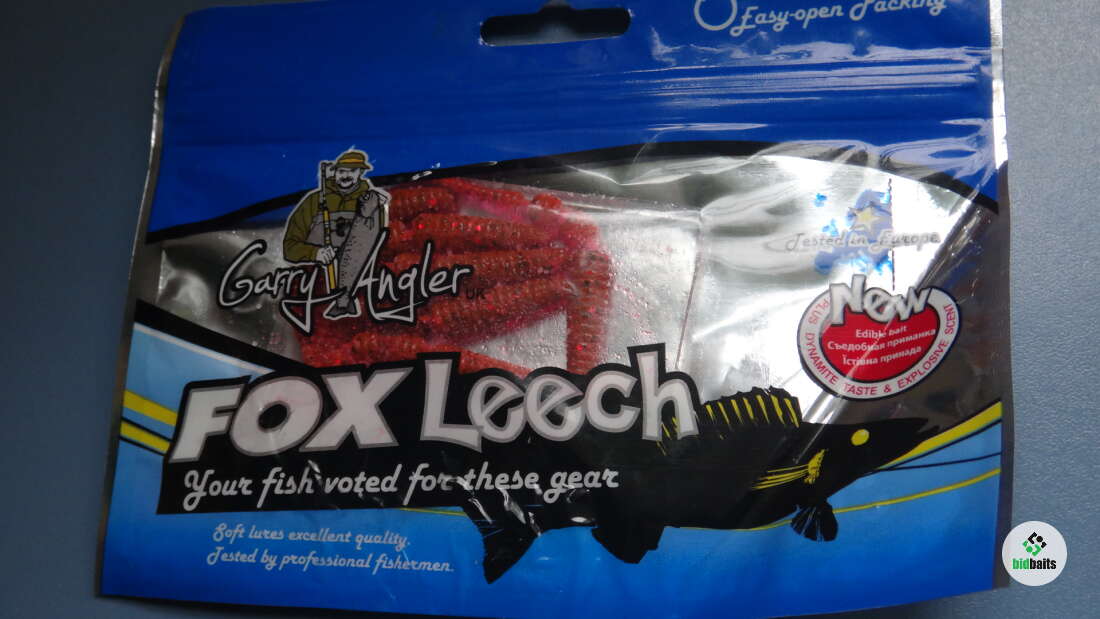 Easy-open Packing
Garry Angler UK
Tested in Europe
New
Edible bait
Съедобная приманка
Їстівна принада
PLUS DYNAMITE TASTE & EXPLOSIVE SCENT
FOX Leech
Your fish voted for these gear
Soft lures excellent quality.
Tested by professional fishermen.
bidbaits